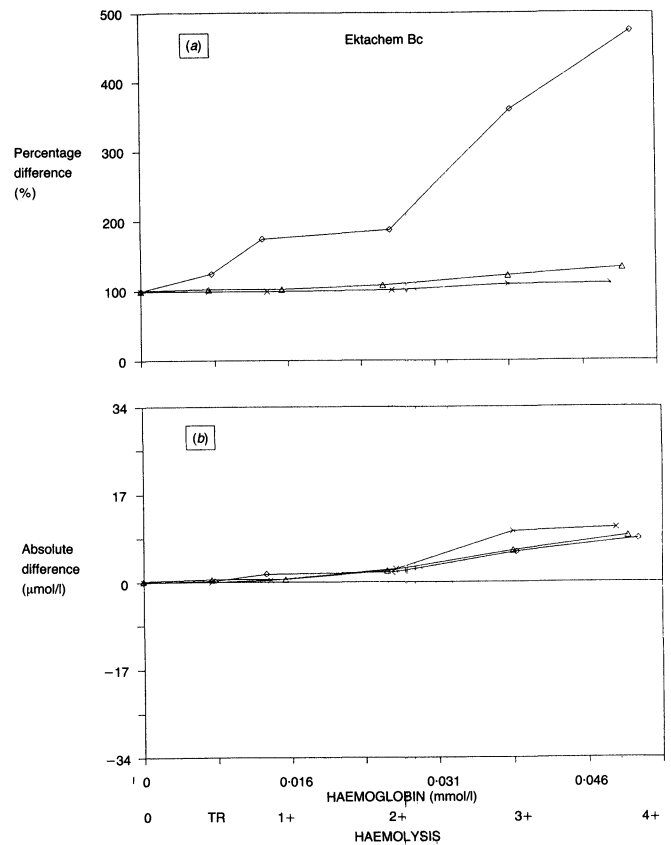 500
(a)
Ektachem Bc
400
Percentage
difference
(%)
300
200
100
0
34
(b)
17
Absolute
difference
(μmol/l)
0
−17
−34
0 0·016 0·031 0·046
HAEMOGLOBIN (mmol/l)
0 TR 1+ 2+ 3+ 4+
HAEMOLYSIS